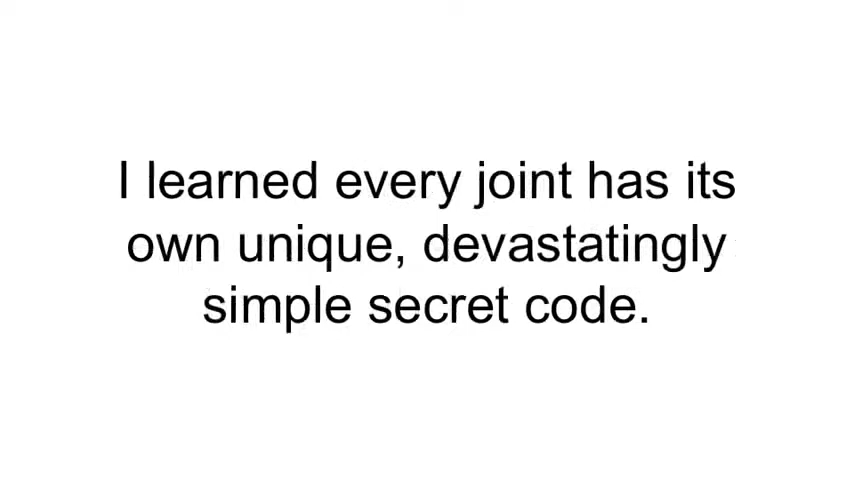 I learned every joint has its
own unique, devastatingly
simple secret code.